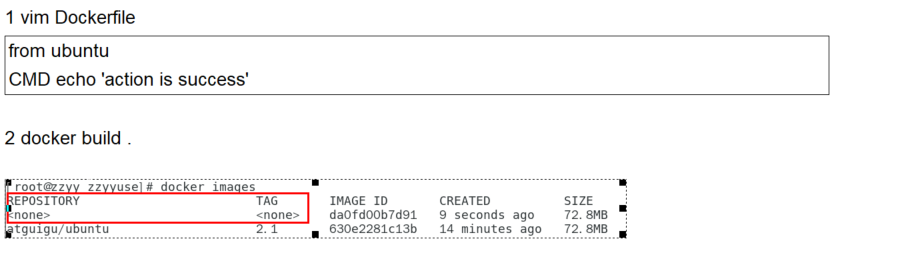 1 vim Dockerfile
from ubuntu
CMD echo 'action is success'
2 docker build .
root@zzyy zzyyuse]# docker images
REPOSITORY TAG IMAGE ID CREATED SIZE
<none> <none> da0fd00b7d91 9 seconds ago 72.8MB
atguigu/ubuntu 2.1 630e2281c13b 14 minutes ago 72.8MB